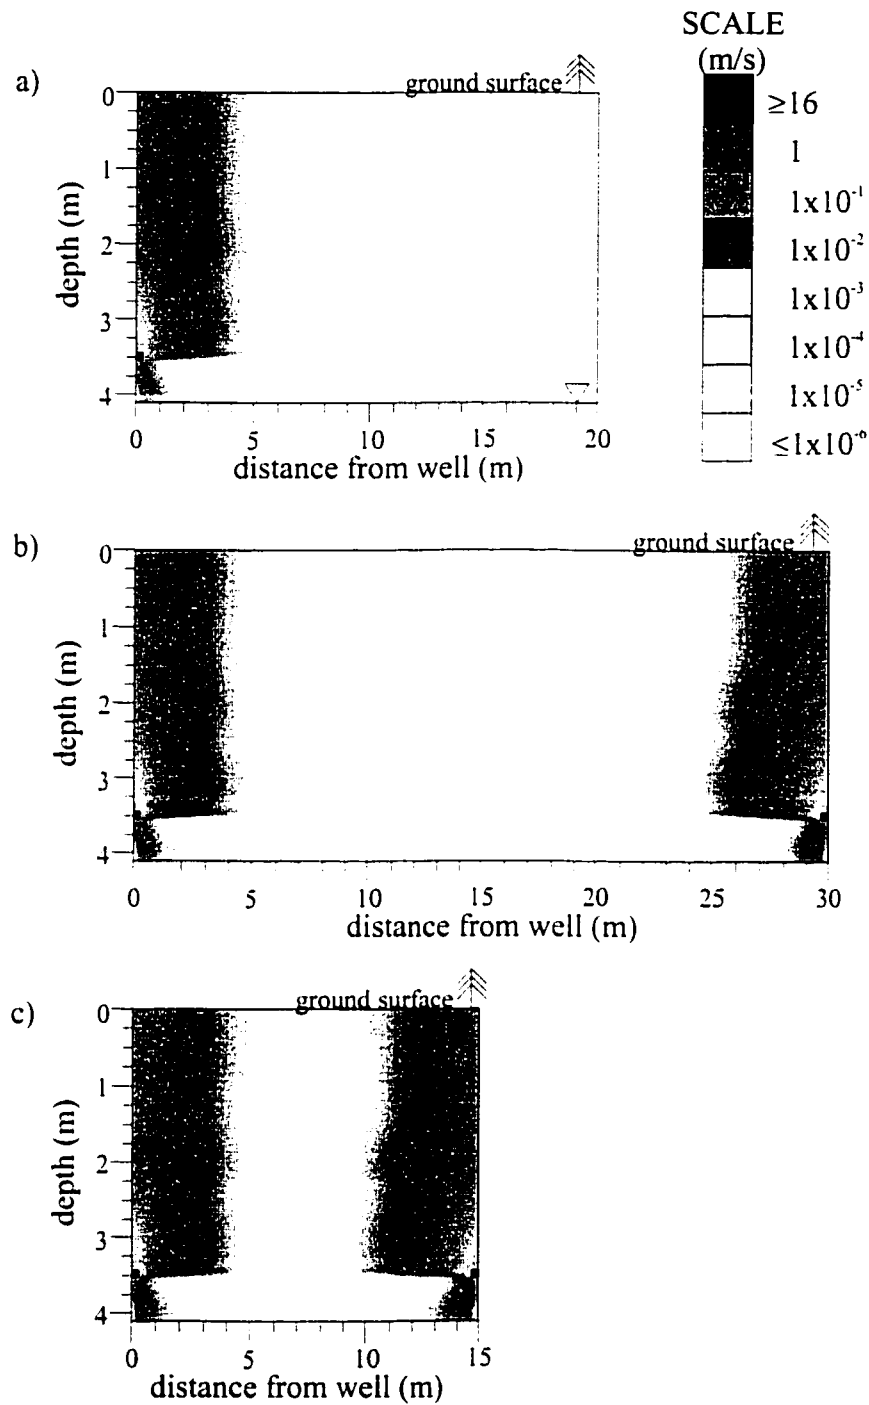 SCALE
(m/s)
≥16
1
1x10⁻¹
1x10⁻²
1x10⁻³
1x10⁻⁴
1x10⁻⁵
≤1x10⁻⁶
a)
ground surface
0
1
2
3
4
depth (m)
0 5 10 15 20
distance from well (m)
b)
ground surface
0
1
2
3
4
depth (m)
0 5 10 15 20 25 30
distance from well (m)
c)
ground surface
0
1
2
3
4
depth (m)
0 5 10 15
distance from well (m)